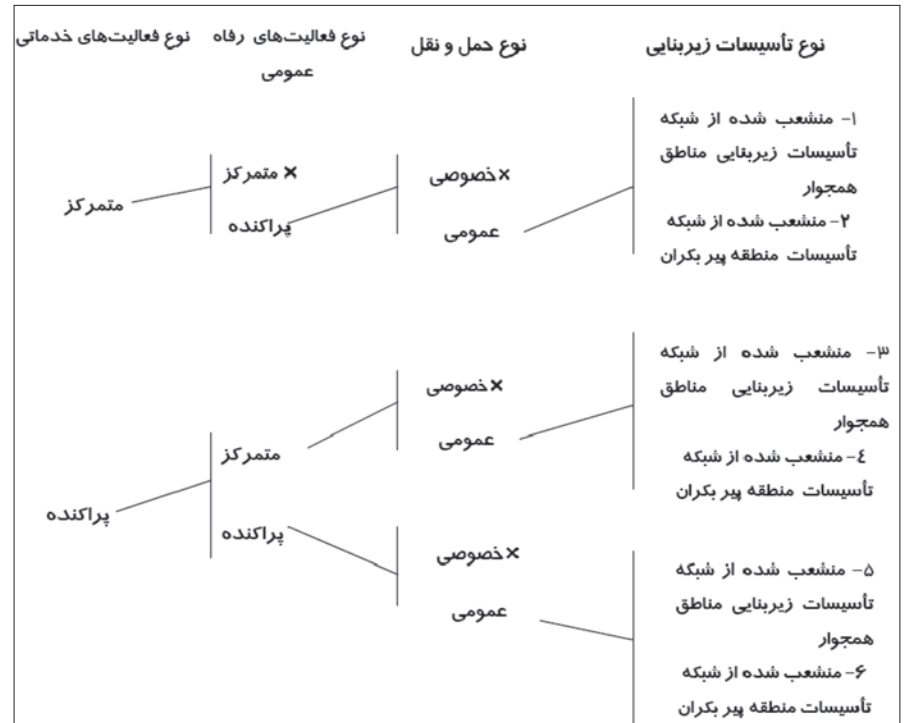 نوع تأسیسات زیربنایی
نوع حمل و نقل
نوع فعالیت‌های رفاه
عمومی
نوع فعالیت‌های خدماتی
۱- منشعب شده از شبکه
تأسیسات زیربنایی مناطق
همجوار
۲- منشعب شده از شبکه
تأسیسات منطقه پیر بکران
×خصوصی
عمومی
× متمرکز
پراکنده
متمرکز
۳- منشعب شده از شبکه
تأسیسات زیربنایی مناطق
همجوار
٤- منشعب شده از شبکه
تأسیسات منطقه پیر بکران
×خصوصی
عمومی
متمرکز
پراکنده
پراکنده
×خصوصی
عمومی
۵- منشعب شده از شبکه
تأسیسات زیربنایی مناطق
همجوار
۶- منشعب شده از شبکه
تأسیسات منطقه پیر بکران